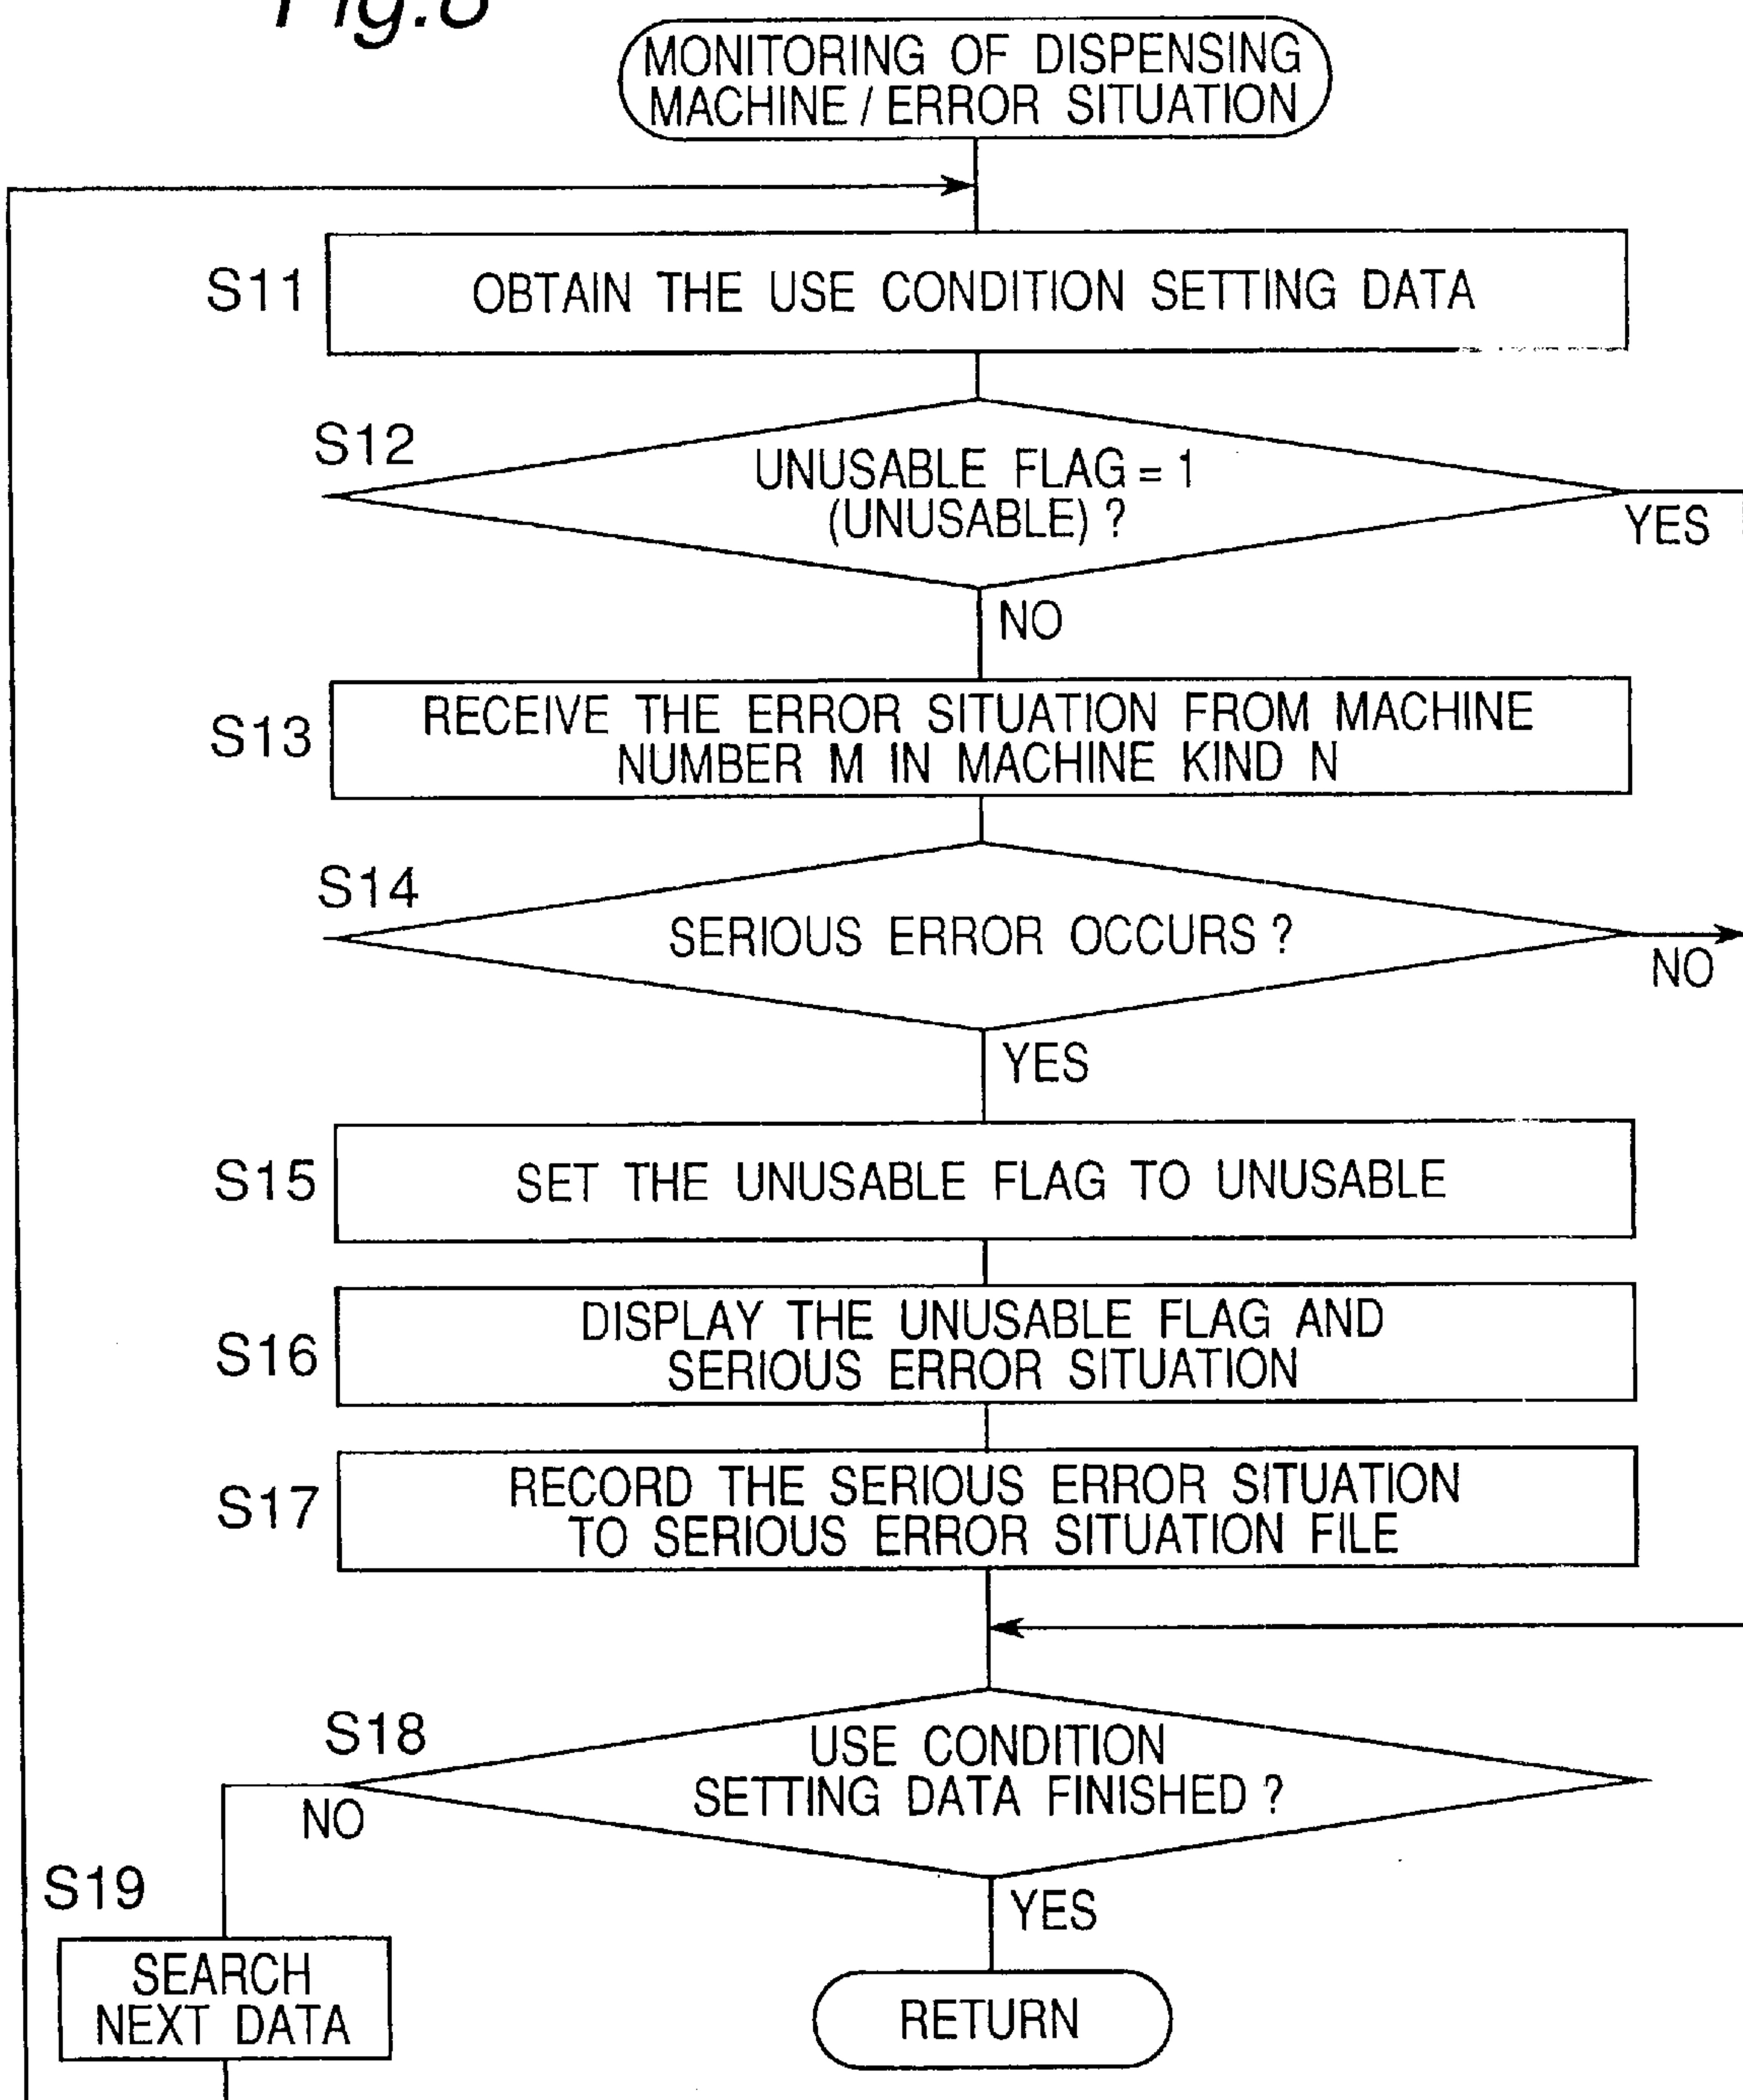 MONITORING OF DISPENSING
MACHINE / ERROR SITUATION
S11
OBTAIN THE USE CONDITION SETTING DATA
S12
UNUSABLE FLAG = 1
(UNUSABLE) ?
YES
NO
S13
RECEIVE THE ERROR SITUATION FROM MACHINE
NUMBER M IN MACHINE KIND N
S14
SERIOUS ERROR OCCURS ?
NO
YES
S15
SET THE UNUSABLE FLAG TO UNUSABLE
S16
DISPLAY THE UNUSABLE FLAG AND
SERIOUS ERROR SITUATION
S17
RECORD THE SERIOUS ERROR SITUATION
TO SERIOUS ERROR SITUATION FILE
S18
USE CONDITION
SETTING DATA FINISHED ?
NO
YES
S19
SEARCH
NEXT DATA
RETURN